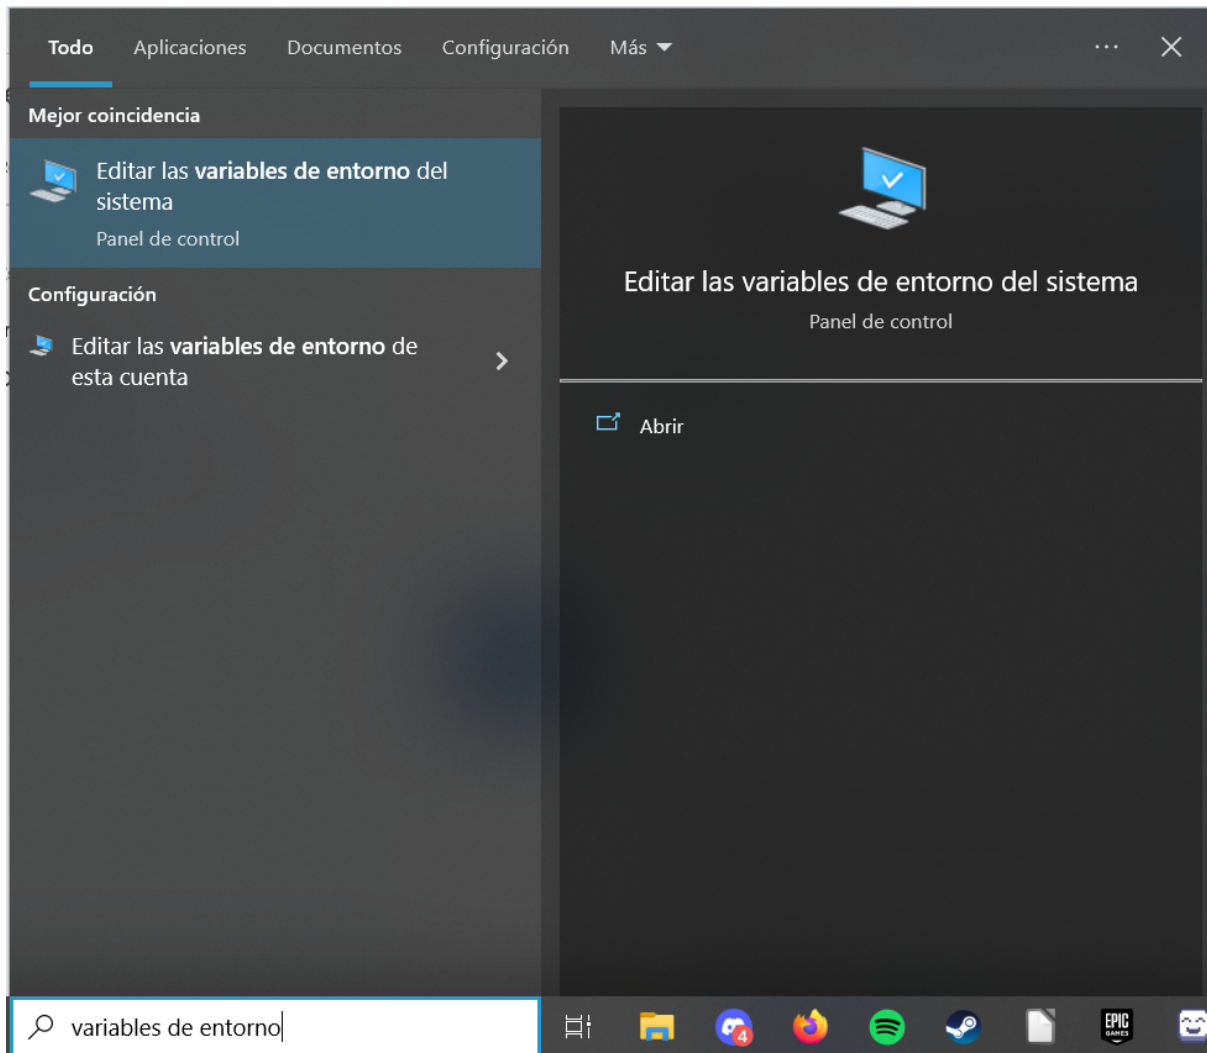 Todo Aplicaciones Documentos Configuración Más
Mejor coincidencia
Editar las variables de entorno del
sistema
Panel de control
Configuración
Editar las variables de entorno de
esta cuenta
Editar las variables de entorno del sistema
Panel de control
Abrir
variables de entorno
4
EPIC
GAMES